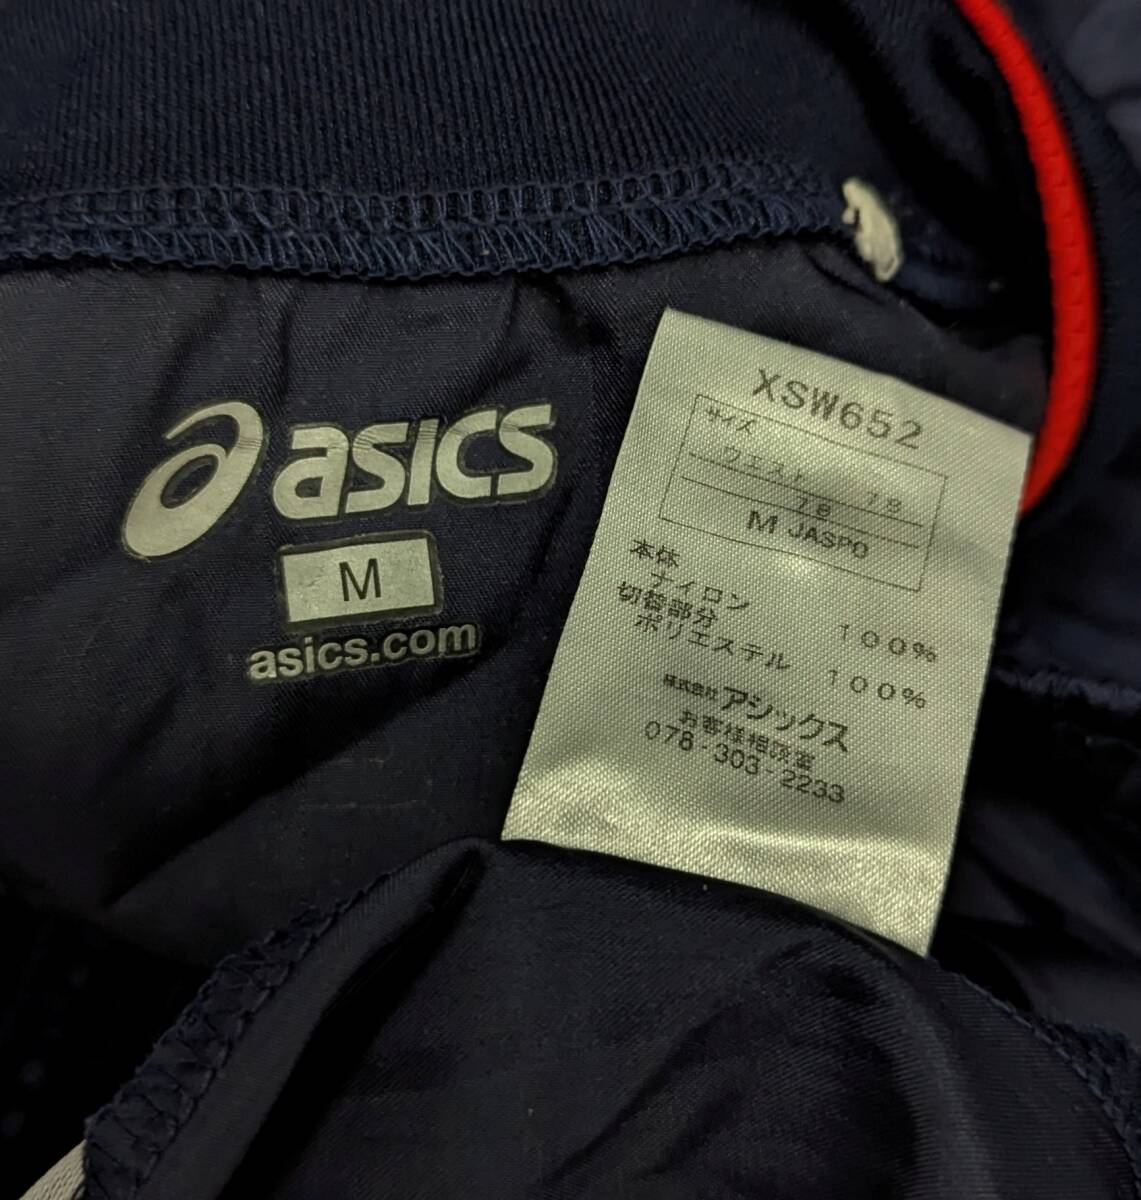 asics
M
asics.com
XSW652
サイズ
ウエスト 78
78
M JASPO
本体
ナイロン 100%
切替部分
ポリエステル 100%
株式会社アシックス
お客様相談室
078-303-2233